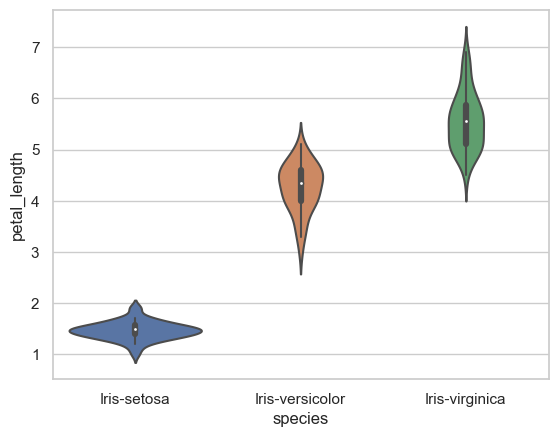 7
6
5
4
3
2
1
petal_length
Iris-setosa
Iris-versicolor
Iris-virginica
species